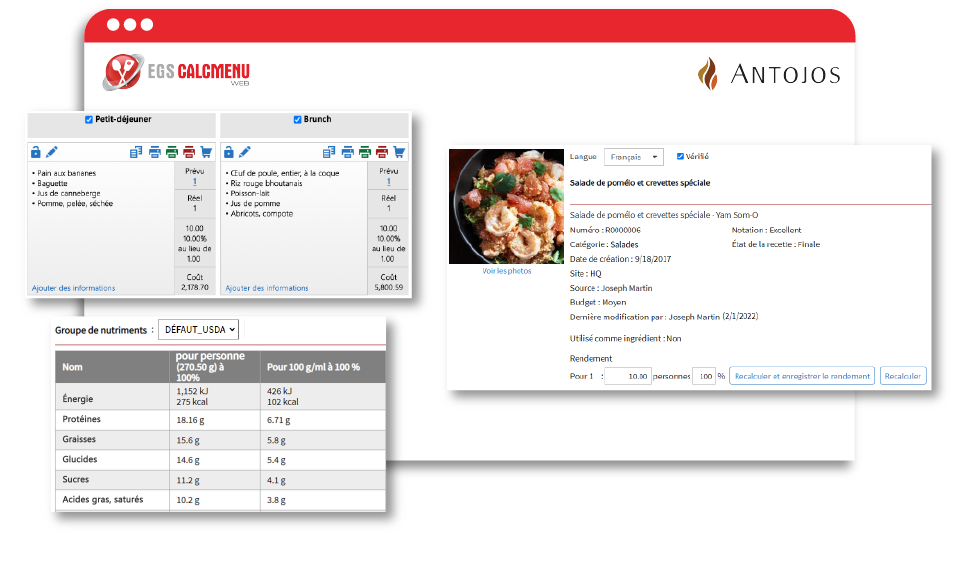 EGS CALCMENU
WEB
ANTOJOS
Petit-déjeuner
• Pain aux bananes
• Baguette
• Jus de canneberge
• Pomme, pelée, séchée
Ajouter des informations
Prévu
1
Réel
1
10.00
10.00%
au lieu de
1.00
Coût
2,178.70
Brunch
• Œuf de poule, entier, à la coque
• Riz rouge bhoutanais
• Poisson-lait
• Jus de pomme
• Abricots, compote
Ajouter des informations
Prévu
1
Réel
1
10.00
10.00%
au lieu de
1.00
Coût
5,800.59
Langue Français Vérifié
Salade de pomélo et crevettes spéciale
Salade de pomélo et crevettes spéciale - Yam Som-O
Numéro : R0000006 Notation : Excellent
Catégorie : Salades État de la recette : Finale
Date de création : 9/18/2017
Site : HQ
Source : Joseph Martin
Budget : Moyen
Dernière modification par : Joseph Martin (2/1/2022)
Utilisé comme ingrédient : Non
Rendement
Pour 1 : 10.00 personnes 100 % Recalculer et enregistrer le rendement Recalculer
Voir les photos
Groupe de nutriments : DÉFAUT_USDA
Nom pour personne (270.50 g) à 100% Pour 100 g/ml à 100 %
Énergie 1,152 kJ 426 kJ
275 kcal 102 kcal
Protéines 18.16 g 6.71 g
Graisses 15.6 g 5.8 g
Glucides 14.6 g 5.4 g
Sucres 11.2 g 4.1 g
Acides gras, saturés 10.2 g 3.8 g